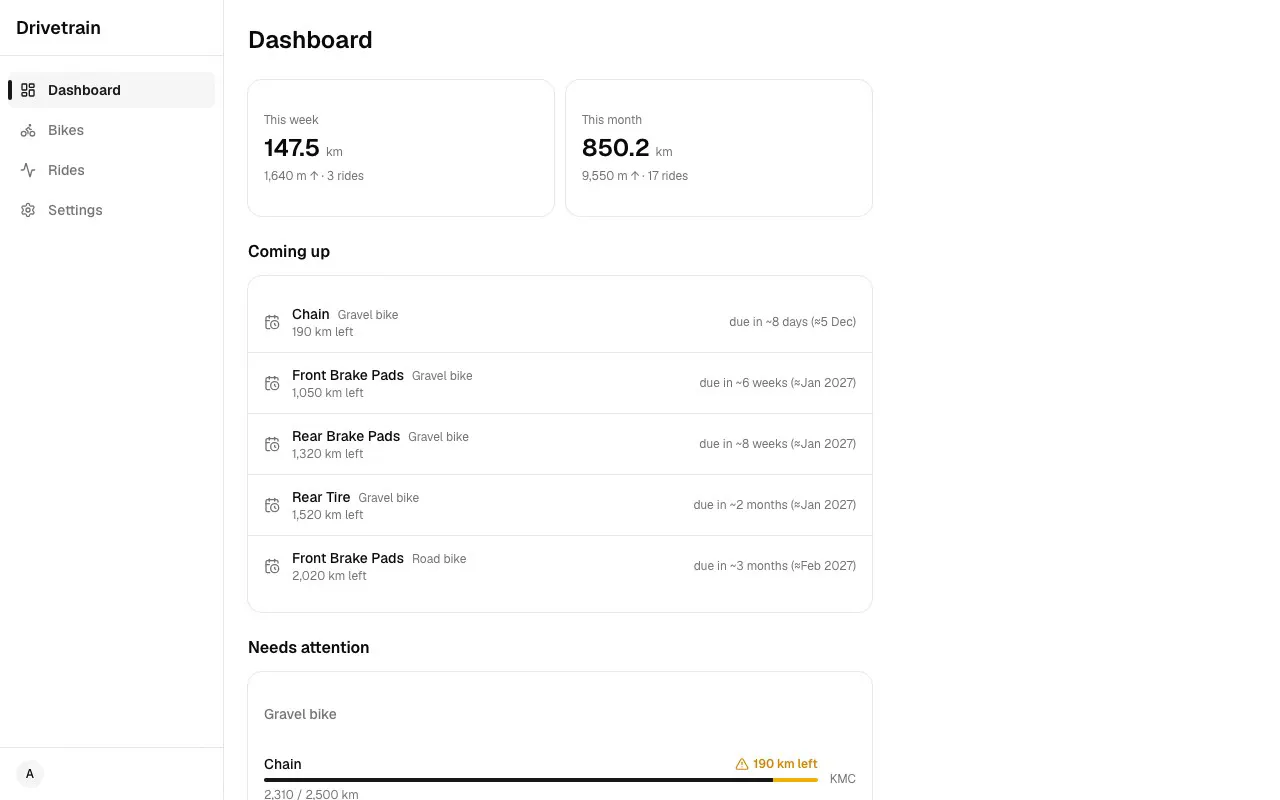 Drivetrain
Dashboard
Bikes
Rides
Settings
A
Dashboard
This week
147.5 km
1,640 m ↑ · 3 rides
This month
850.2 km
9,550 m ↑ · 17 rides
Coming up
Chain Gravel bike
190 km left
due in ~8 days (≈5 Dec)
Front Brake Pads Gravel bike
1,050 km left
due in ~6 weeks (≈Jan 2027)
Rear Brake Pads Gravel bike
1,320 km left
due in ~8 weeks (≈Jan 2027)
Rear Tire Gravel bike
1,520 km left
due in ~2 months (≈Jan 2027)
Front Brake Pads Road bike
2,020 km left
due in ~3 months (≈Feb 2027)
Needs attention
Gravel bike
Chain
190 km left
KMC
2,310 / 2,500 km